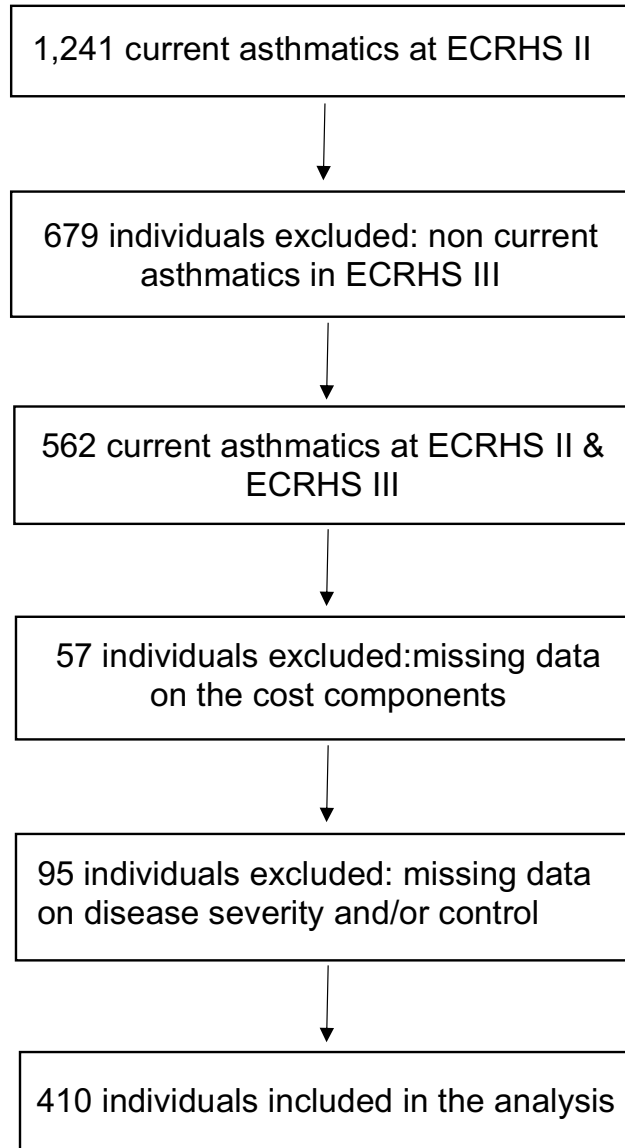 1,241 current asthmatics at ECRHS II
679 individuals excluded: non current
asthmatics in ECRHS III
562 current asthmatics at ECRHS II &
ECRHS III
57 individuals excluded:missing data
on the cost components
95 individuals excluded: missing data
on disease severity and/or control
410 individuals included in the analysis